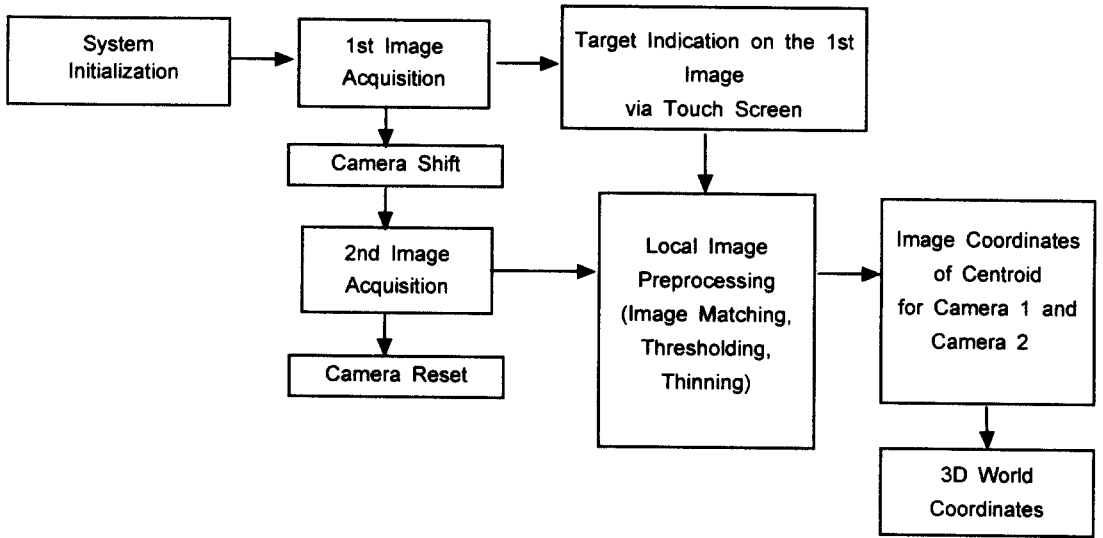 System
Initialization
1st Image
Acquisition
Target Indication on the 1st
Image
via Touch Screen
Camera Shift
2nd Image
Acquisition
Camera Reset
Local Image
Preprocessing
(Image Matching,
Thresholding,
Thinning)
Image Coordinates
of Centroid
for Camera 1 and
Camera 2
3D World
Coordinates